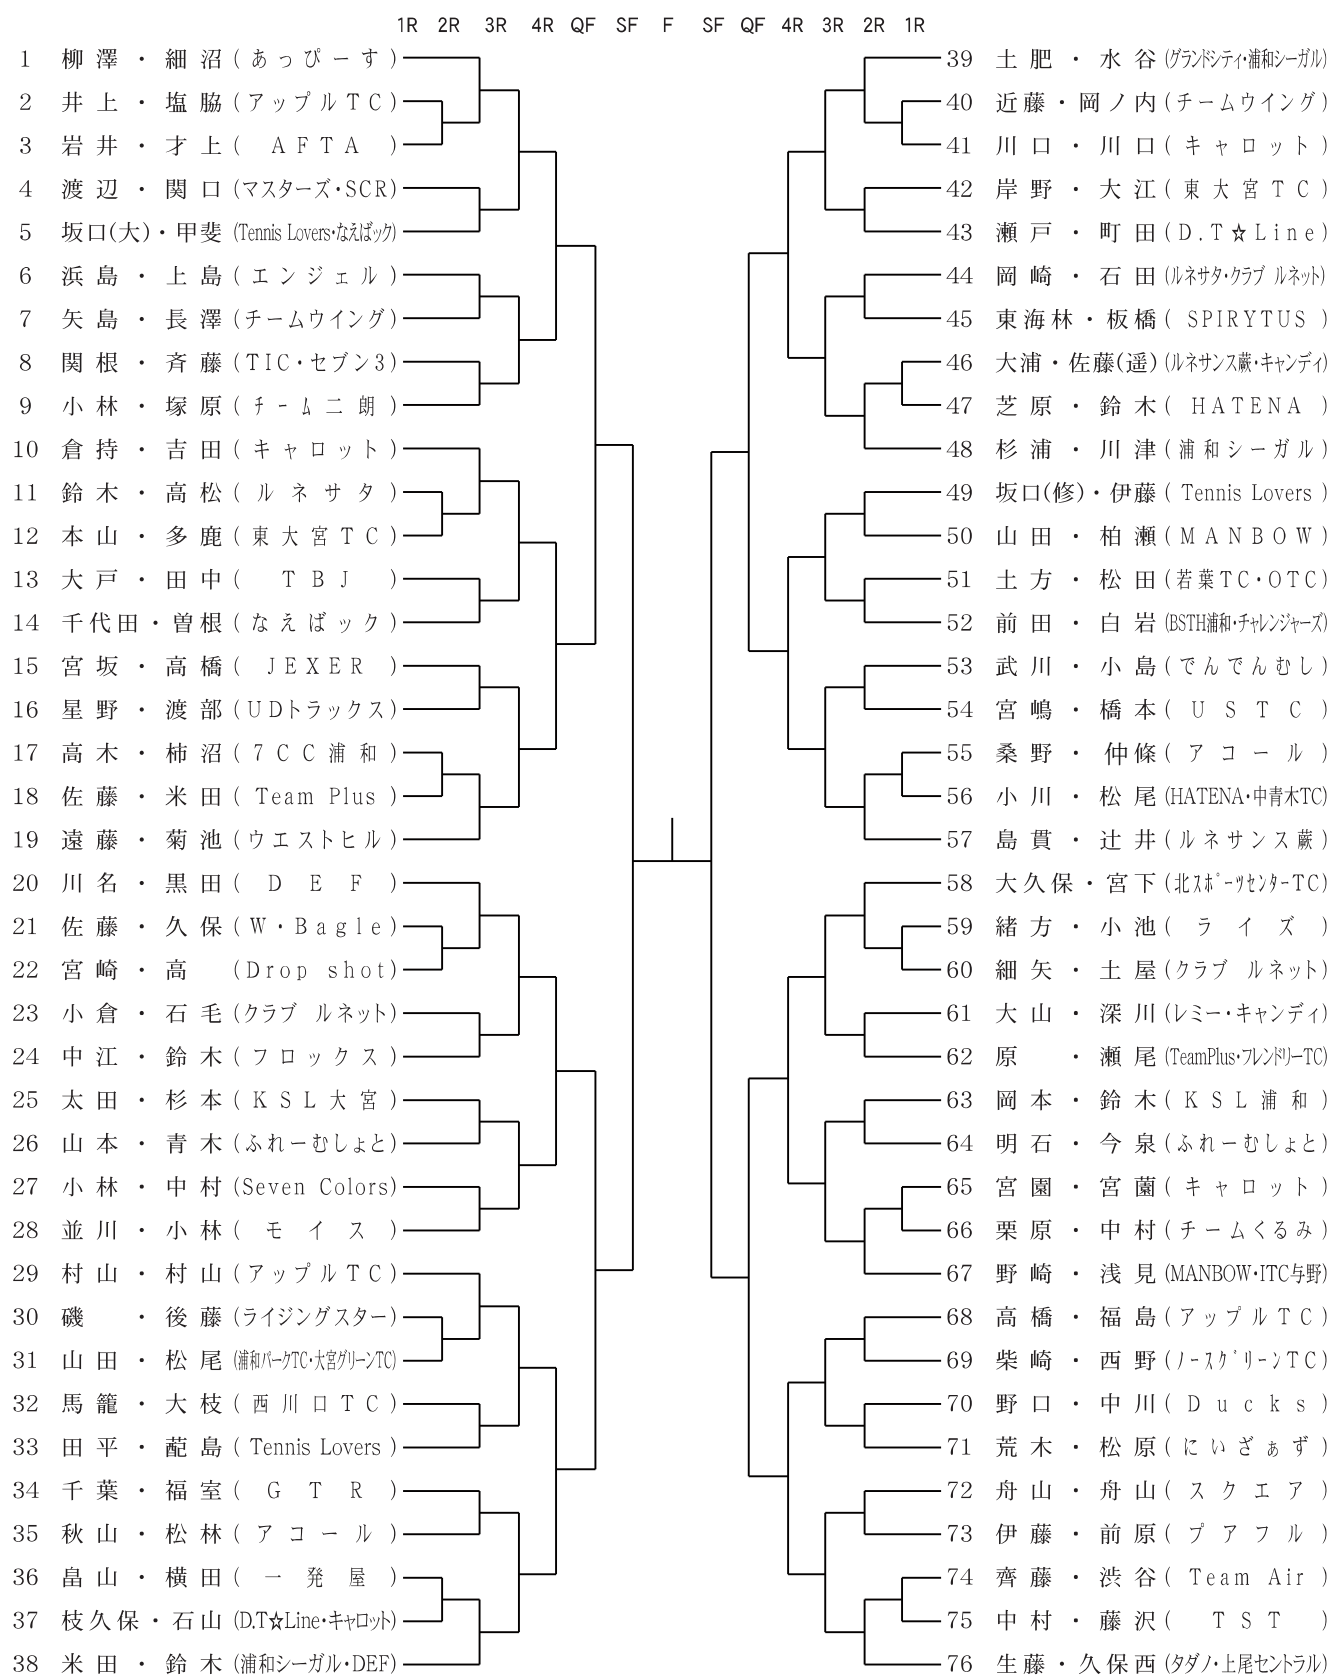 1R 2R 3R 4R QF SF F SF QF 4R 3R 2R 1R
1 柳澤・細沼(あっぴーす)
2 井上・塩脇(アップルTC)
3 岩井・才上(AFTA)
4 渡辺・関口(マスターズ・SCR)
5 坂口(大)・甲斐(Tennis Lovers・なえばック)
6 浜島・上島(エンジェル)
7 矢島・長澤(チームウイング)
8 関根・斉藤(TIC・セブン3)
9 小林・塚原(チーム二朗)
10 倉持・吉田(キャロット)
11 鈴木・高松(ルネサタ)
12 本山・多鹿(東大宮TC)
13 大戸・田中(TBJ)
14 千代田・曽根(なえばック)
15 宮坂・高橋(JEXER)
16 星野・渡部(UDトラックス)
17 高木・柿沼(7CC浦和)
18 佐藤・米田(Team Plus)
19 遠藤・菊池(ウエストヒル)
20 川名・黒田(DEF)
21 佐藤・久保(W・Bagle)
22 宮崎・高(Drop shot)
23 小倉・石毛(クラブ ルネット)
24 中江・鈴木(フロックス)
25 太田・杉本(KSL大宮)
26 山本・青木(ふれーむしょと)
27 小林・中村(Seven Colors)
28 並川・小林(モイス)
29 村山・村山(アップルTC)
30 磯・後藤(ライジングスター)
31 山田・松尾(浦和パークTC・大宮グリーンTC)
32 馬籠・大枝(西川口TC)
33 田平・蓜島(Tennis Lovers)
34 千葉・福室(GTR)
35 秋山・松林(アコール)
36 畠山・横田(一発屋)
37 枝久保・石山(D.T☆Line・キャロット)
38 米田・鈴木(浦和シーガル・DEF)
39 土肥・水谷(グランドシティ・浦和シーガル)
40 近藤・岡ノ内(チームウイング)
41 川口・川口(キャロット)
42 岸野・大江(東大宮TC)
43 瀬戸・町田(D.T☆Line)
44 岡崎・石田(ルネサタ・クラブ ルネット)
45 東海林・板橋(SPIRYTUS)
46 大浦・佐藤(遥)(ルネサンス蕨・キャンディ)
47 芝原・鈴木(HATENA)
48 杉浦・川津(浦和シーガル)
49 坂口(修)・伊藤(Tennis Lovers)
50 山田・柏瀬(MANBOW)
51 土方・松田(若葉TC・OTC)
52 前田・白岩(BSTH浦和・チャレンジャーズ)
53 武川・小島(でんでんむし)
54 宮嶋・橋本(USTC)
55 桑野・仲條(アコール)
56 小川・松尾(HATENA・中青木TC)
57 島貫・辻井(ルネサンス蕨)
58 大久保・宮下(北スポーツセンターTC)
59 緒方・小池(ライズ)
60 細矢・土屋(クラブ ルネット)
61 大山・深川(レミー・キャンディ)
62 原・瀬尾(TeamPlus・フレンドリーTC)
63 岡本・鈴木(KSL浦和)
64 明石・今泉(ふれーむしょと)
65 宮園・宮薗(キャロット)
66 栗原・中村(チームくるみ)
67 野崎・浅見(MANBOW・ITC与野)
68 高橋・福島(アップルTC)
69 柴崎・西野(ノースグリーンTC)
70 野口・中川(Ducks)
71 荒木・松原(にいざぁず)
72 舟山・舟山(スクエア)
73 伊藤・前原(プアフル)
74 齊藤・渋谷(Team Air)
75 中村・藤沢(TST)
76 生藤・久保西(タダノ・上尾セントラル)